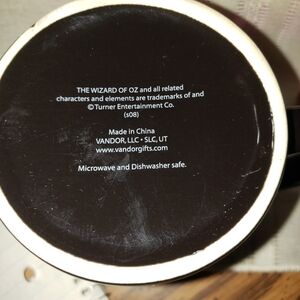 THE WIZARD OF OZ and all related
characters and elements are trademarks of and
© Turner Entertainment Co.
(s08)
Made in China
VANDOR, LLC • SLC, UT
www.vandorgifts.com
Microwave and Dishwasher safe.